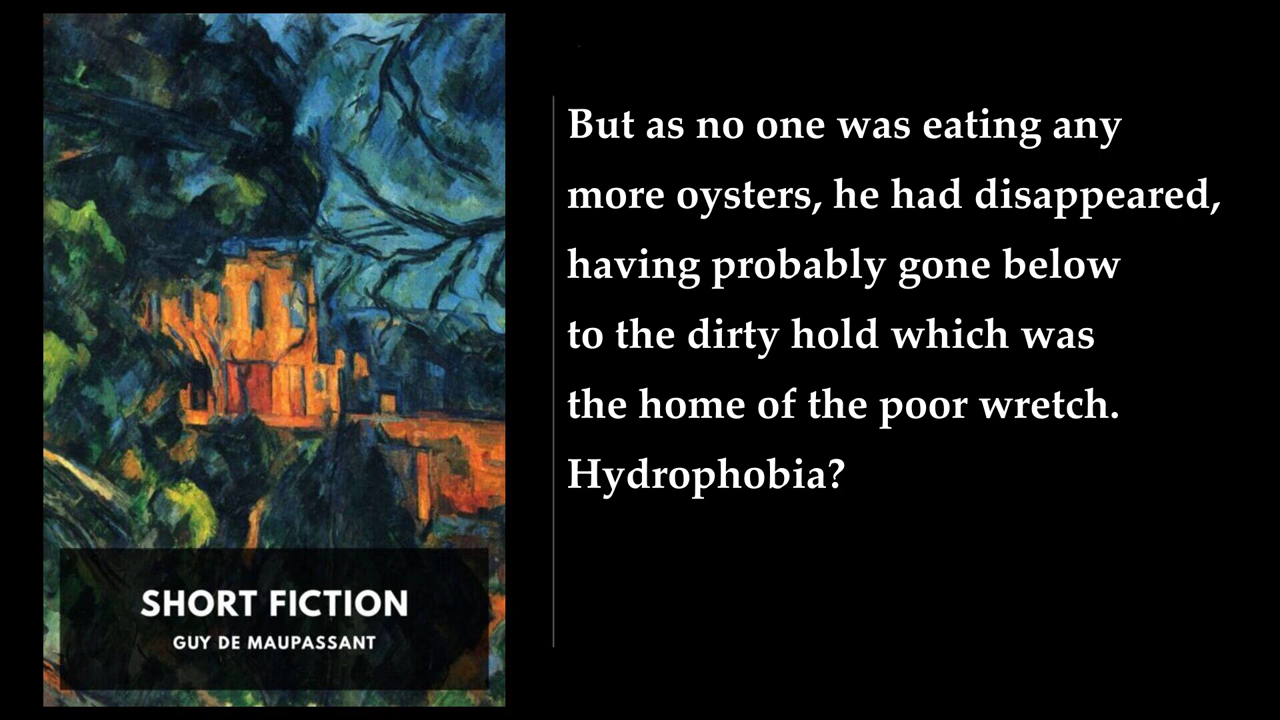 But as no one was eating any
more oysters, he had disappeared,
having probably gone below
to the dirty hold which was
the home of the poor wretch.
Hydrophobia?
SHORT FICTION
GUY DE MAUPASSANT